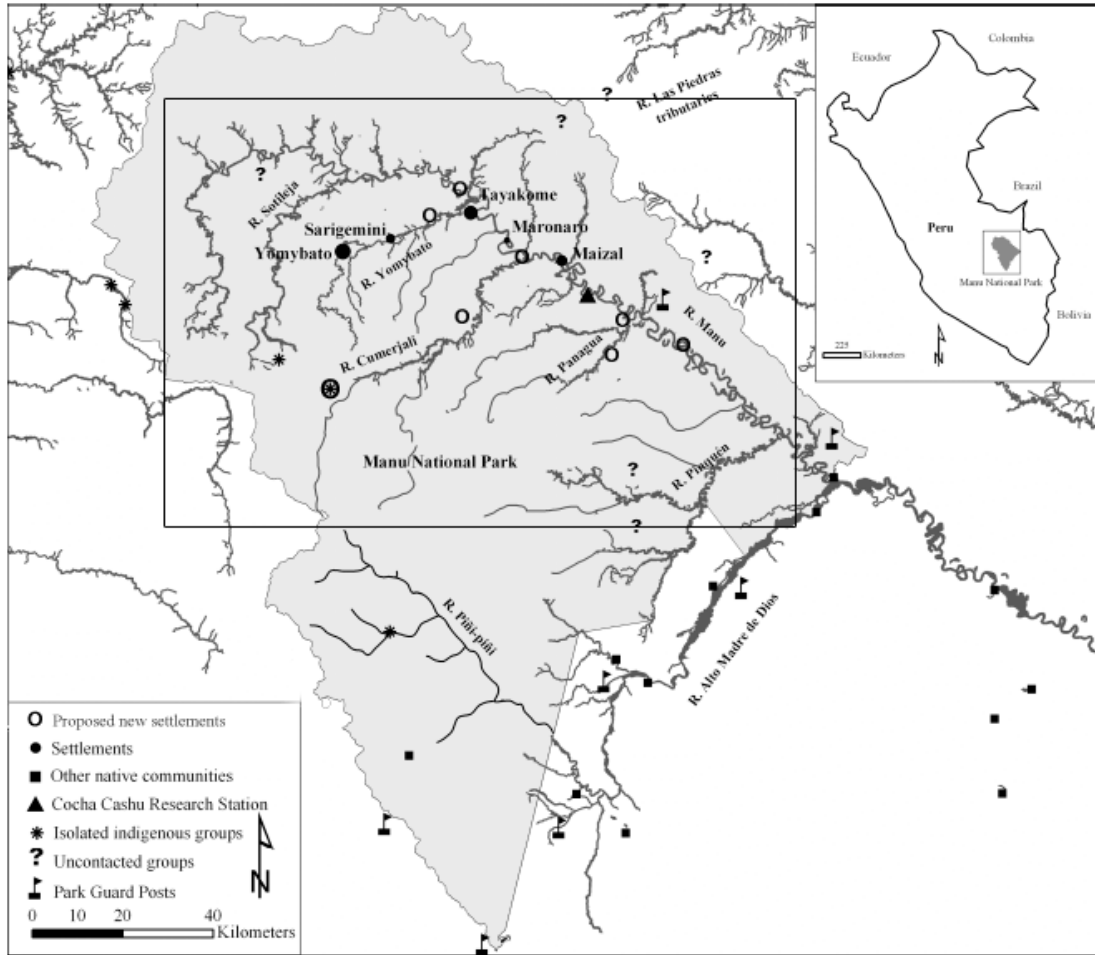 R. Las Piedras
tributaries
?
?
?
?
?
?
R. Sotileja
Tayakome
Sarigemini
Maronaro
Yomybato
R. Yomybato
Maizal
R. Cumerjali
R. Panagua
R. Manu
Manu National Park
R. Pinquén
R. Piñi-piñi
R. Alto Madre de Dios
Colombia
Ecuador
Brazil
Peru
Manu National Park
Bolivia
225
Kilometers
N
Proposed new settlements
Settlements
Other native communities
Cocha Cashu Research Station
Isolated indigenous groups
? Uncontacted groups
Park Guard Posts
N
0 10 20 40
Kilometers